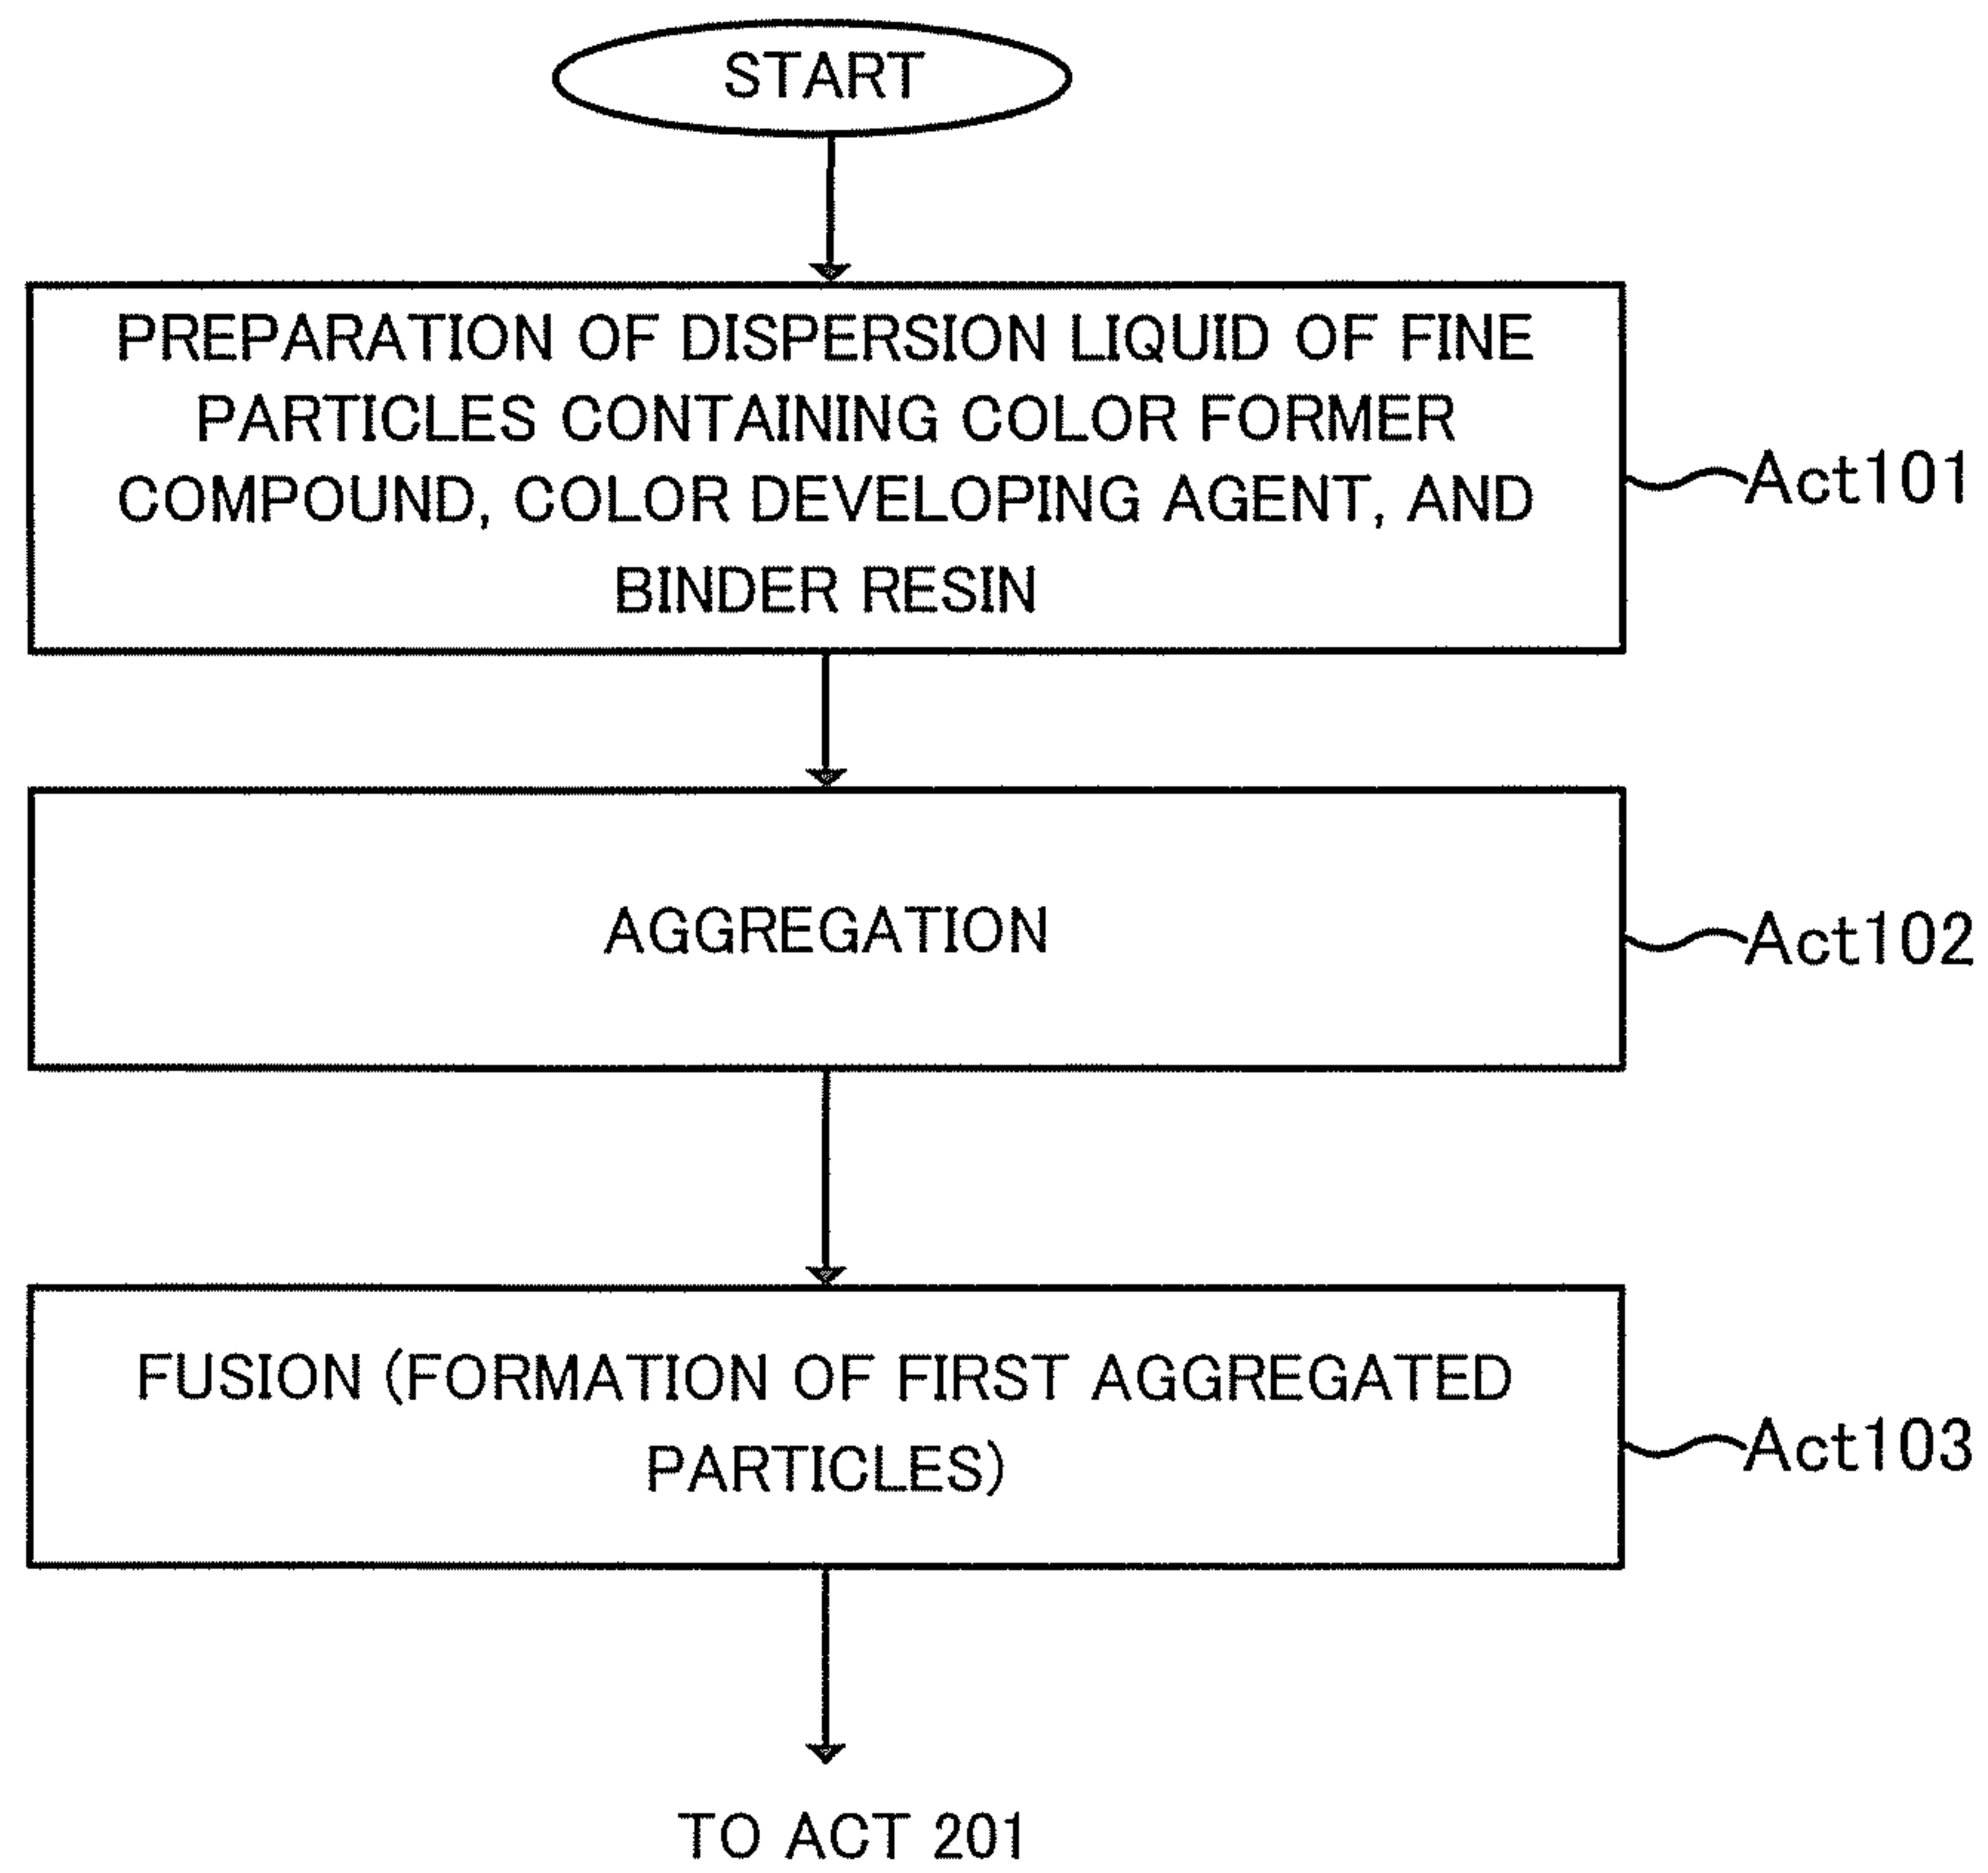 START
PREPARATION OF DISPERSION LIQUID OF FINE
PARTICLES CONTAINING COLOR FORMER
COMPOUND, COLOR DEVELOPING AGENT, AND
BINDER RESIN
Act101
AGGREGATION
Act102
FUSION (FORMATION OF FIRST AGGREGATED
PARTICLES)
Act103
TO ACT 201